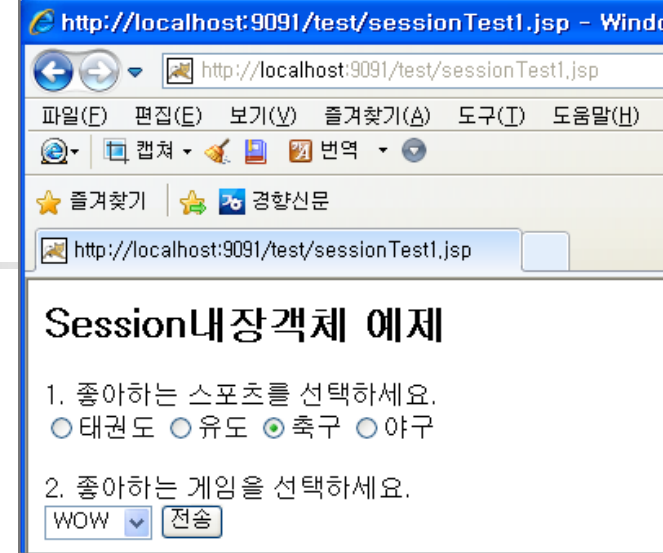 http://localhost:9091/test/sessionTest1.jsp - Windo
http://localhost:9091/test/sessionTest1.jsp
파일(F) 편집(E) 보기(V) 즐겨찾기(A) 도구(T) 도움말(H)
캡쳐 번역
즐겨찾기 경향신문
http://localhost:9091/test/sessionTest1.jsp
Session내장객체 예제
1. 좋아하는 스포츠를 선택하세요.
태권도 유도 축구 야구
2. 좋아하는 게임을 선택하세요.
WOW 전송